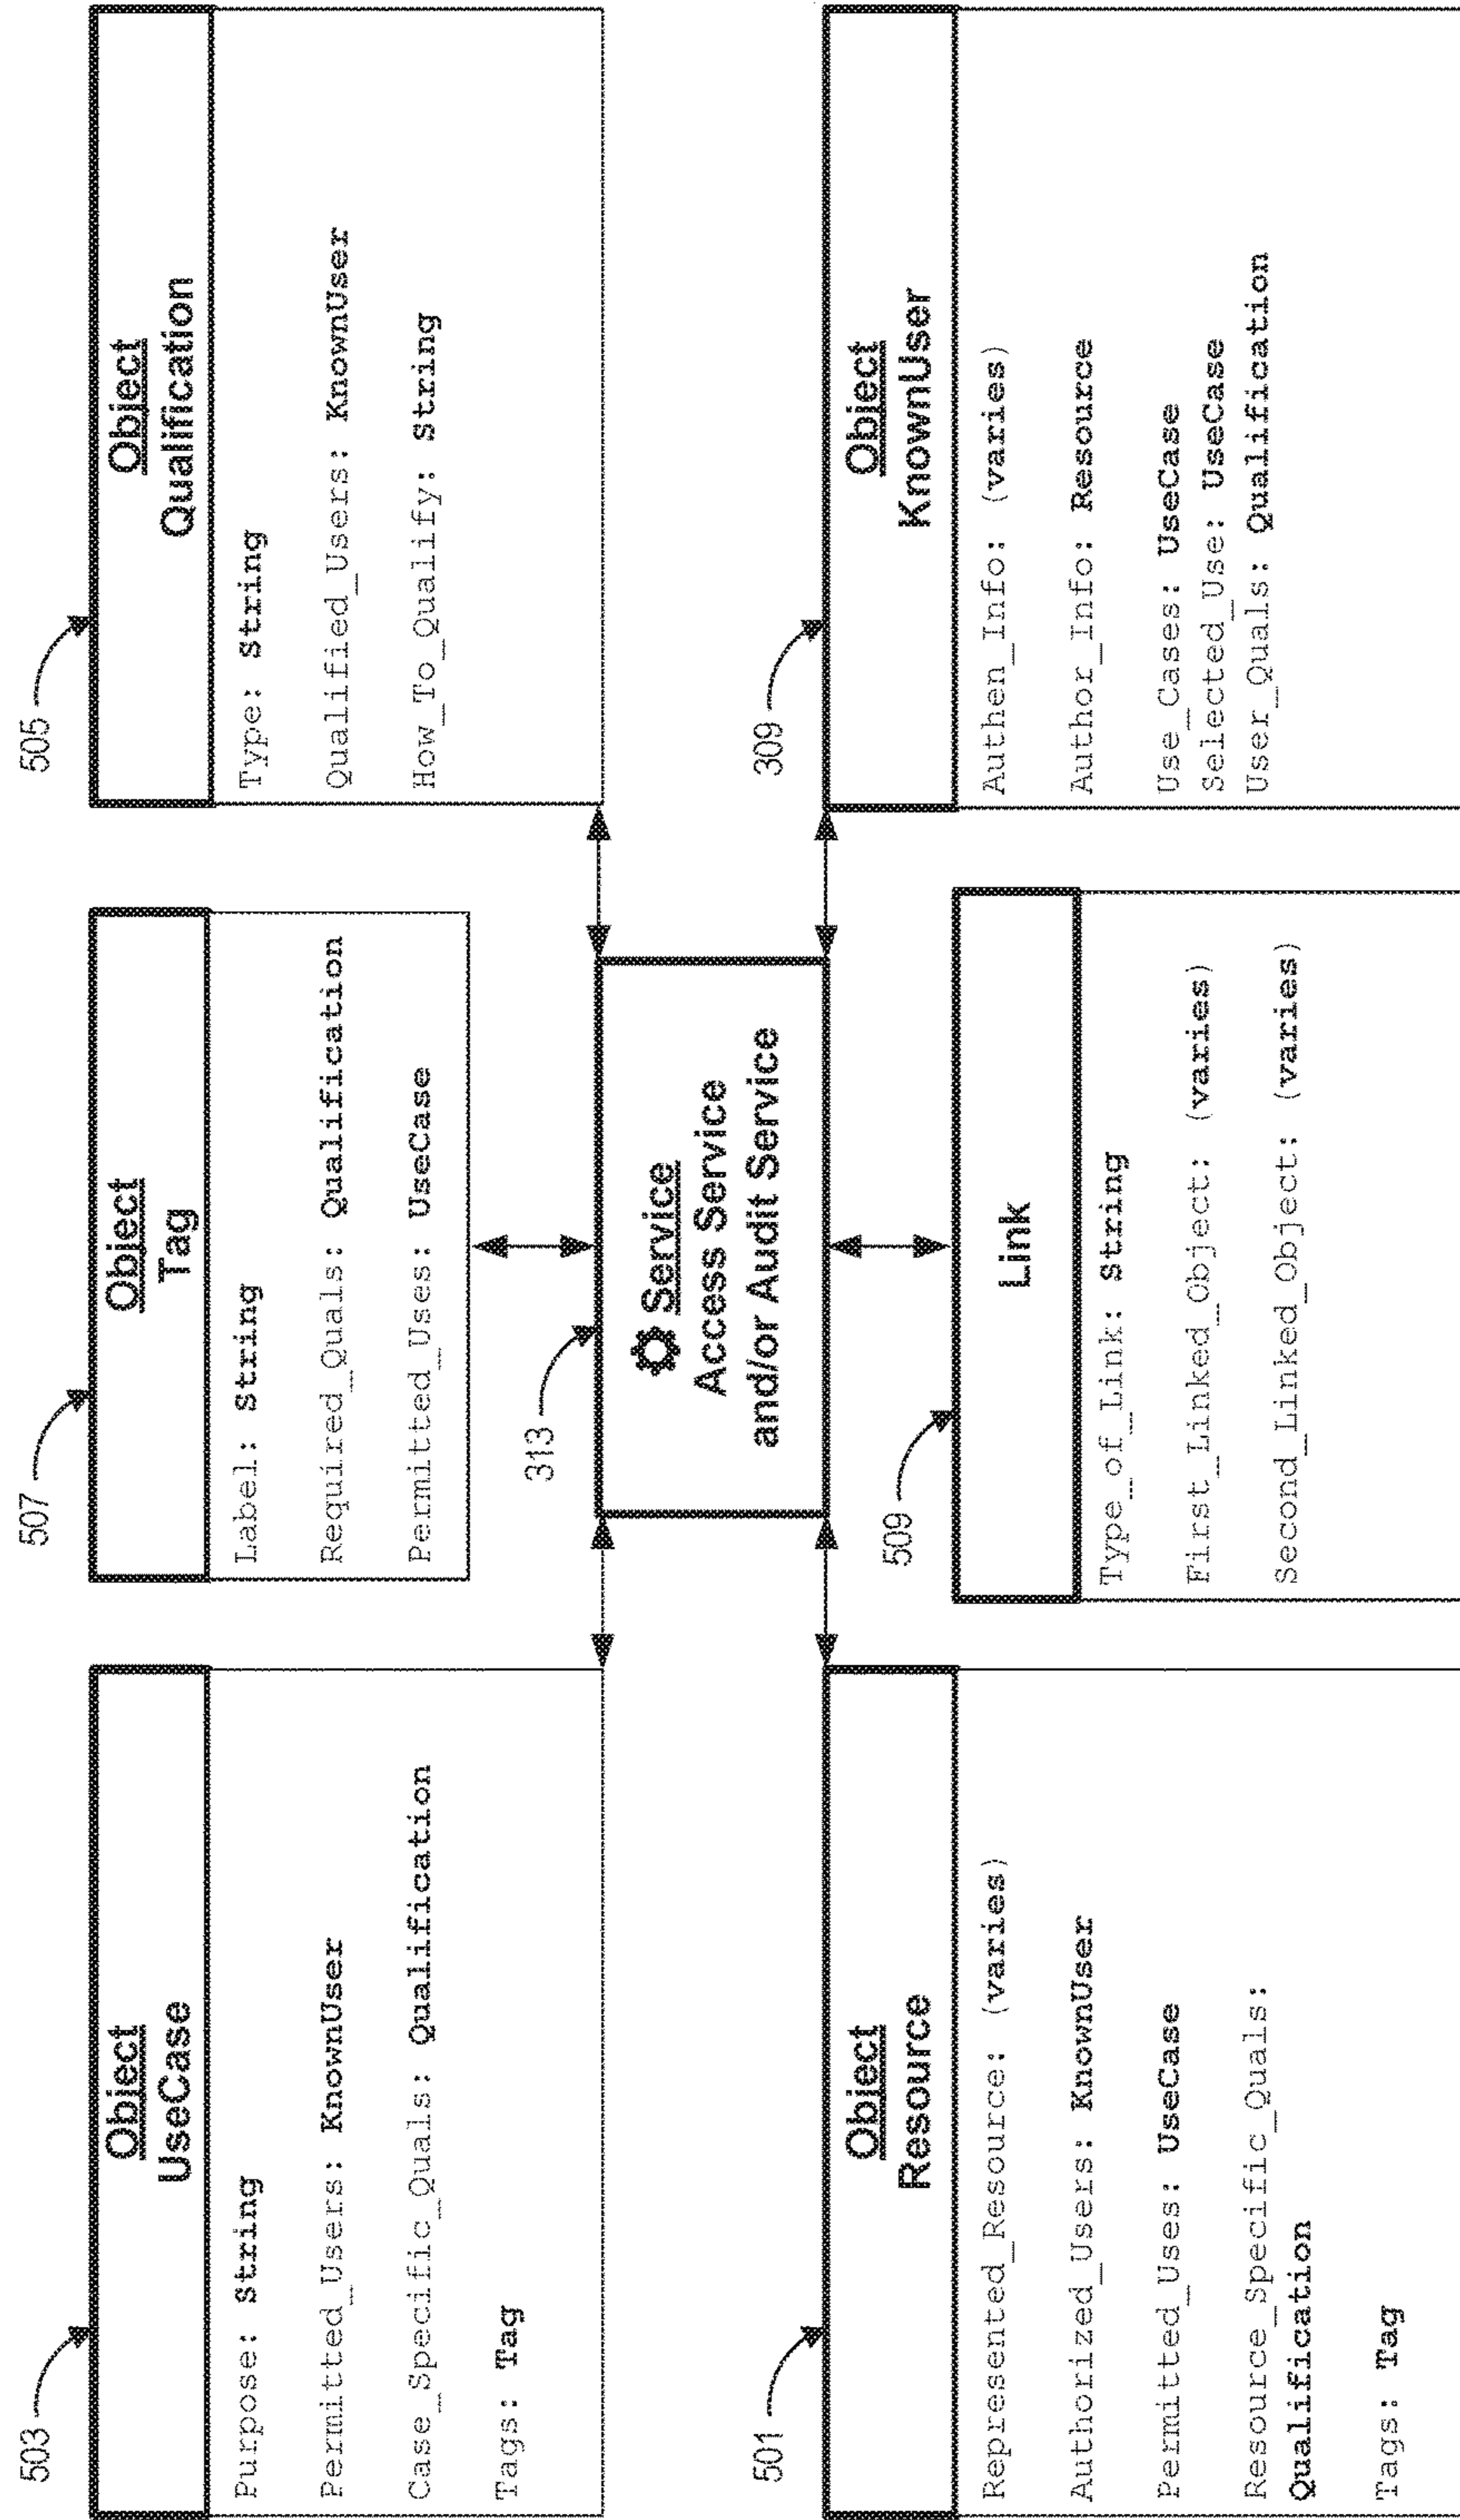 503
Object
UseCase
Purpose: String
Permitted_Users: KnownUser
Case_Specific_Quals: Qualification
Tags: Tag
507
Object
Tag
Label: String
Required_Quals: Qualification
Permitted_Uses: UseCase
505
Object
Qualification
Type: String
Qualified_Users: KnownUser
How_To_Qualify: String
313
Service
Access Service
and/or Audit Service
501
Object
Resource
Represented_Resource: (varies)
Authorized_Users: KnownUser
Permitted_Uses: UseCase
Resource_Specific_Quals:
Qualification
Tags: Tag
509
Link
Type_of_Link: String
First_Linked_Object: (varies)
Second_Linked_Object: (varies)
309
Object
KnownUser
Authen_Info: (varies)
Author_Info: Resource
Use_Cases: UseCase
Selected_Use: UseCase
User_Quals: Qualification